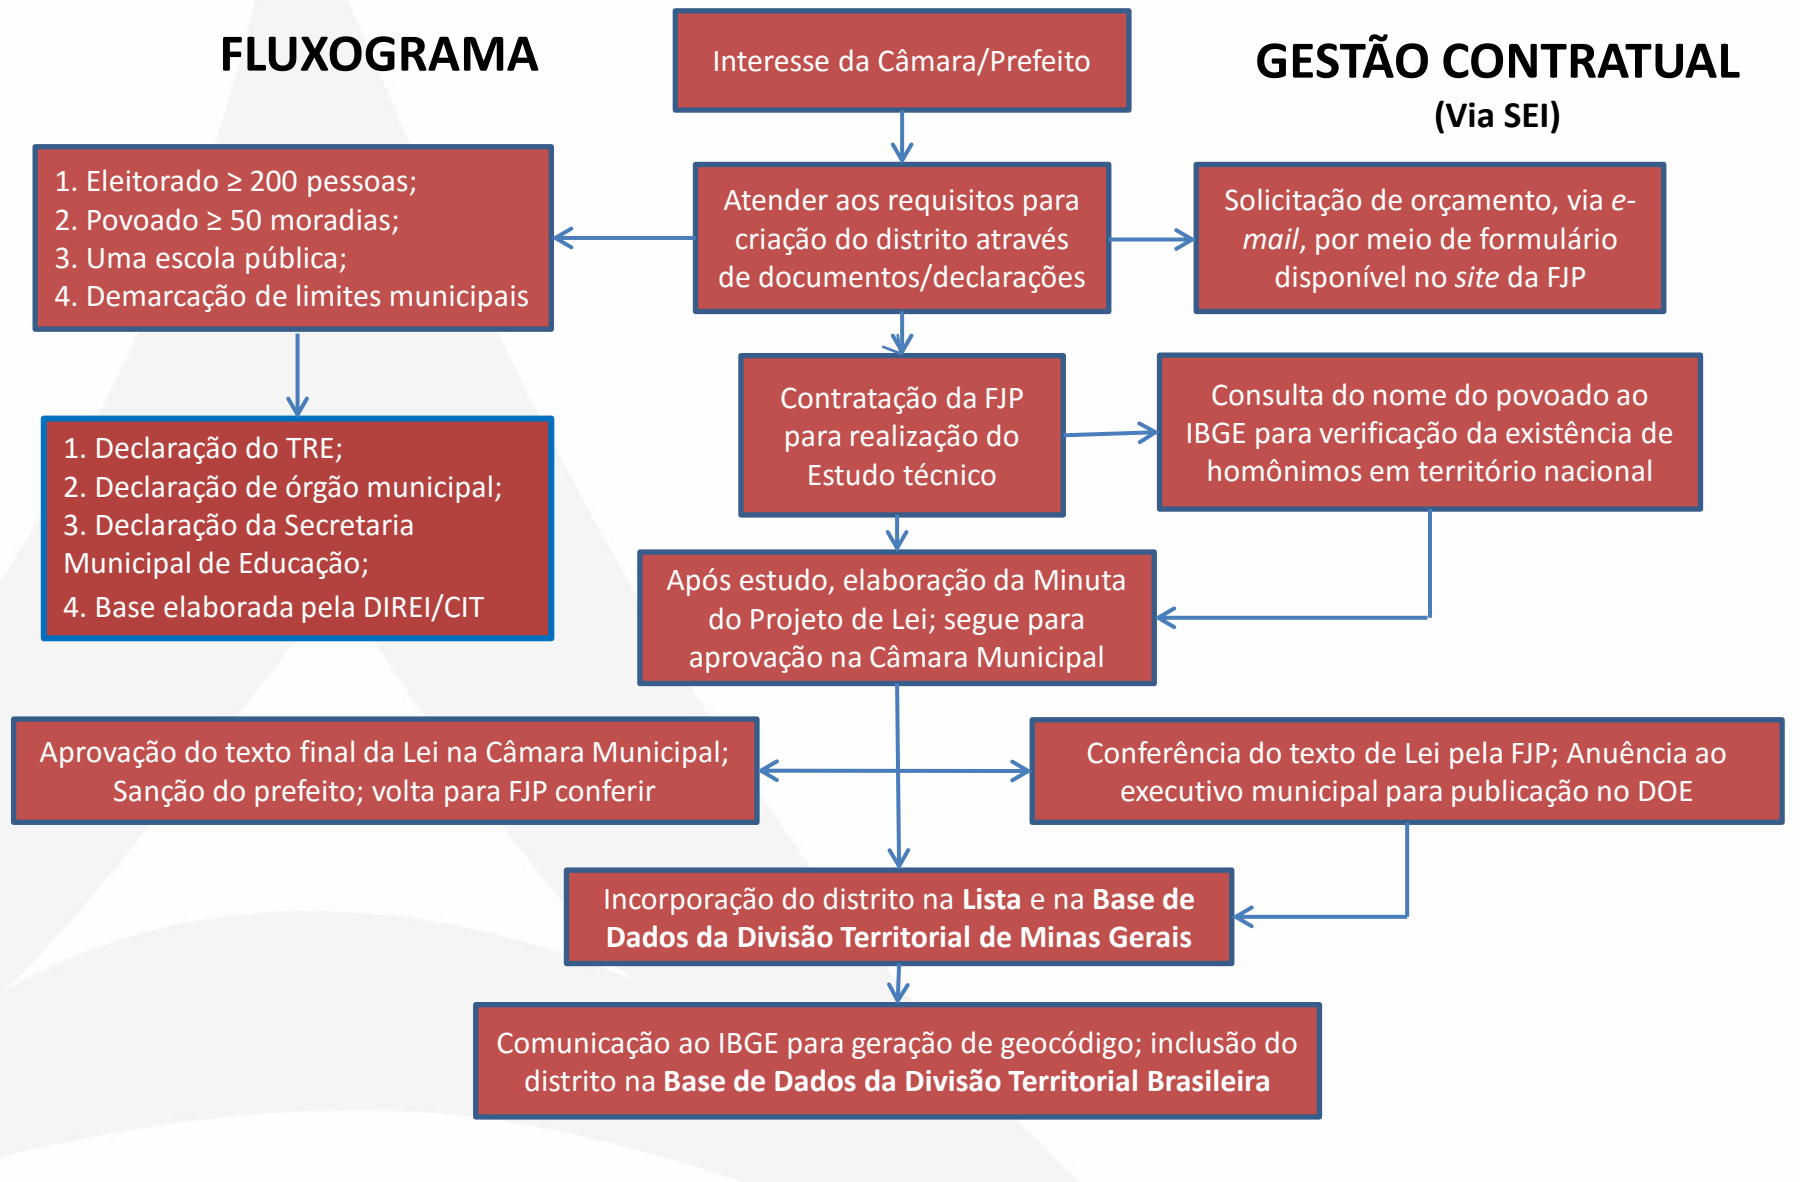 FLUXOGRAMA
Interesse da Câmara/Prefeito
GESTÃO CONTRATUAL
(Via SEI)
1. Eleitorado ≥ 200 pessoas;
2. Povoado ≥ 50 moradias;
3. Uma escola pública;
4. Demarcação de limites municipais
Atender aos requisitos para
criação do distrito através
de documentos/declarações
Solicitação de orçamento, via e-
mail, por meio de formulário
disponível no site da FJP
Contratação da FJP
para realização do
Estudo técnico
Consulta do nome do povoado ao
IBGE para verificação da existência de
homônimos em território nacional
1. Declaração do TRE;
2. Declaração de órgão municipal;
3. Declaração da Secretaria
Municipal de Educação;
4. Base elaborada pela DIREI/CIT
Após estudo, elaboração da Minuta
do Projeto de Lei; segue para
aprovação na Câmara Municipal
Aprovação do texto final da Lei na Câmara Municipal;
Sanção do prefeito; volta para FJP conferir
Conferência do texto de Lei pela FJP; Anuência ao
executivo municipal para publicação no DOE
Incorporação do distrito na Lista e na Base de
Dados da Divisão Territorial de Minas Gerais
Comunicação ao IBGE para geração de geocódigo; inclusão do
distrito na Base de Dados da Divisão Territorial Brasileira